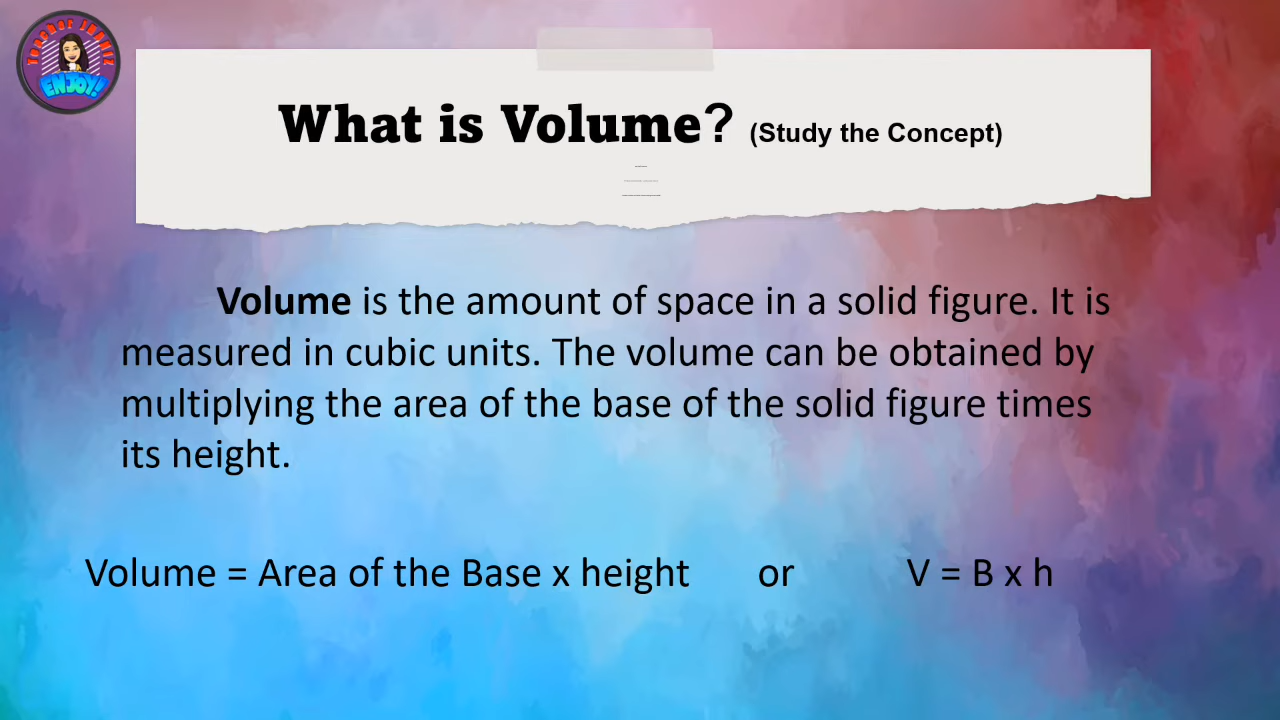 ENJOY!
What is Volume? (Study the Concept)
Volume is the amount of space in a solid figure. It is
measured in cubic units. The volume can be obtained by
multiplying the area of the base of the solid figure times
its height.
Volume = Area of the Base x height or V = B x h